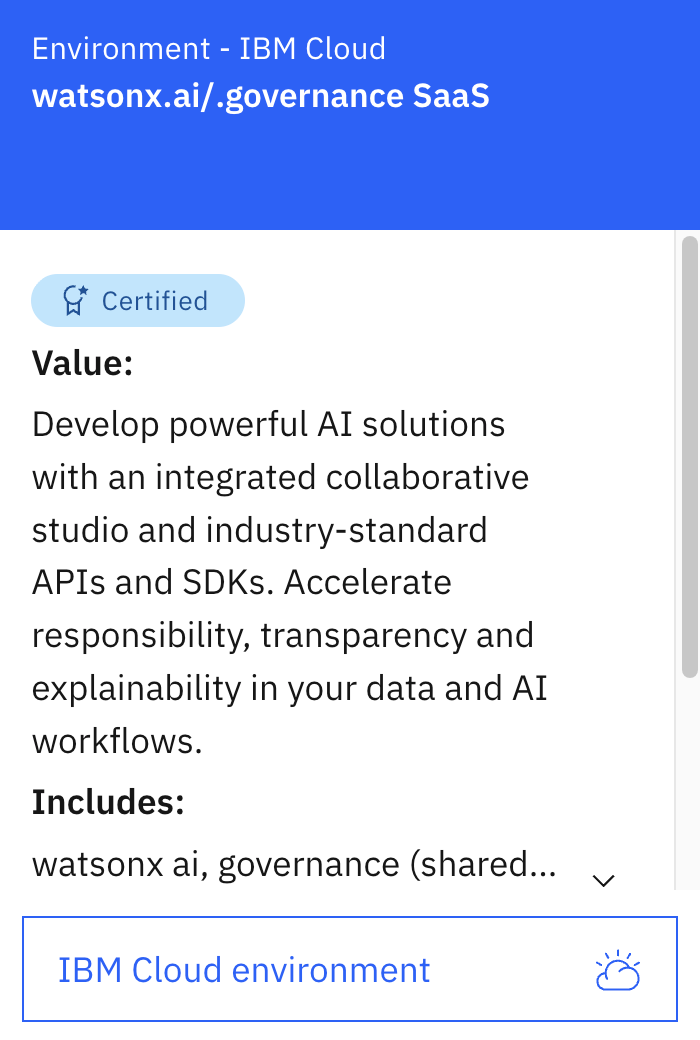 Environment - IBM Cloud
watsonx.ai/.governance SaaS
Certified
Value:
Develop powerful AI solutions
with an integrated collaborative
studio and industry-standard
APIs and SDKs. Accelerate
responsibility, transparency and
explainability in your data and AI
workflows.
Includes:
watsonx ai, governance (shared...
IBM Cloud environment